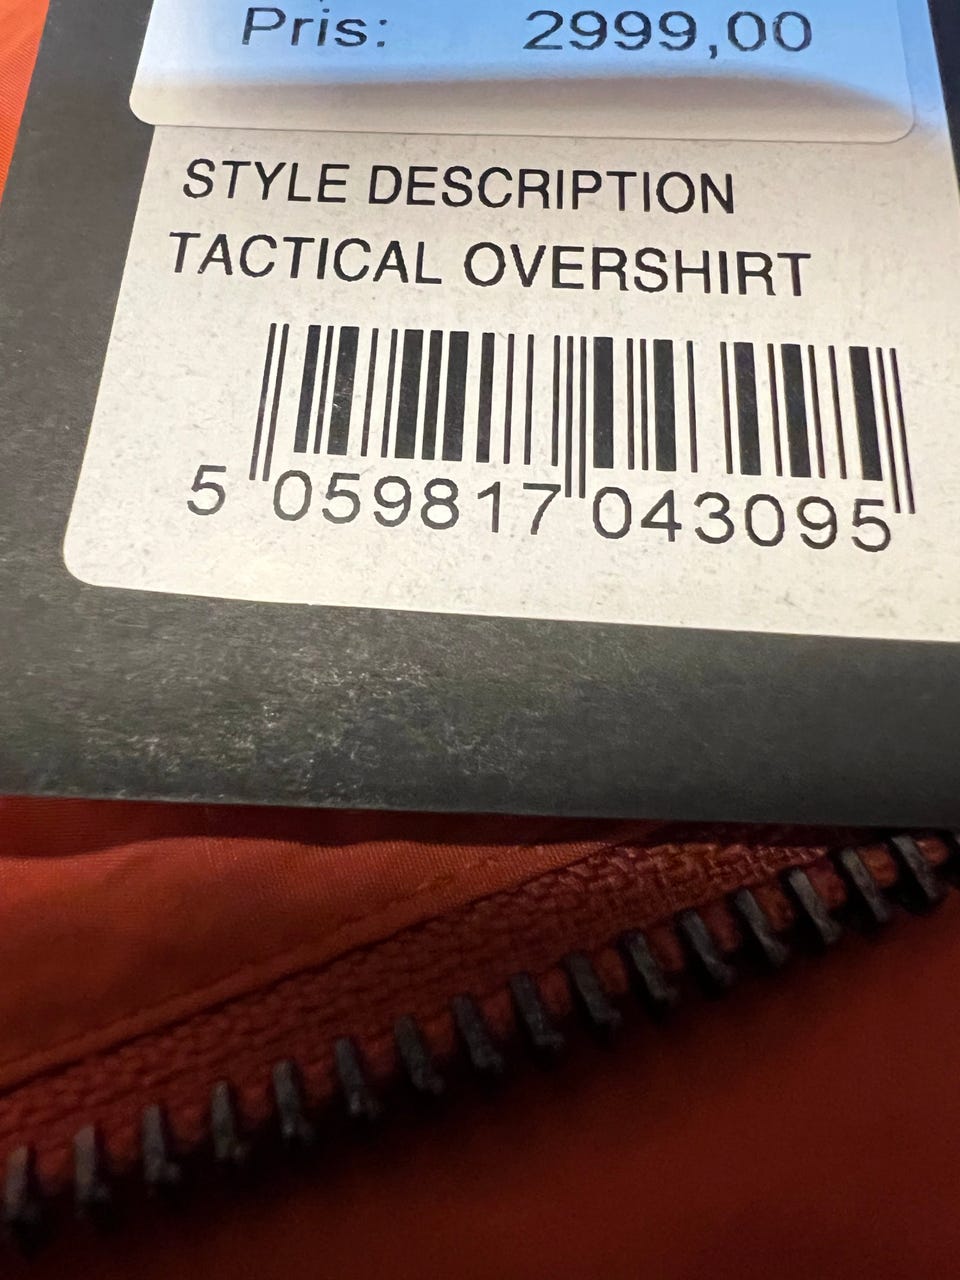 Pris: 2999,00
STYLE DESCRIPTION
TACTICAL OVERSHIRT
5 059817 043095